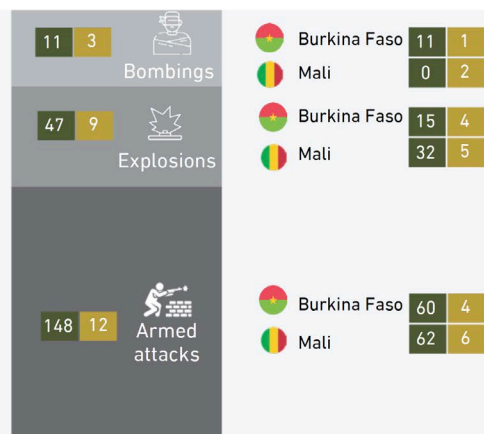 11 3
Bombings
Burkina Faso 11 1
Mali 0 2
47 9
Explosions
Burkina Faso 15 4
Mali 32 5
148 12
Armed
attacks
Burkina Faso 60 4
Mali 62 6